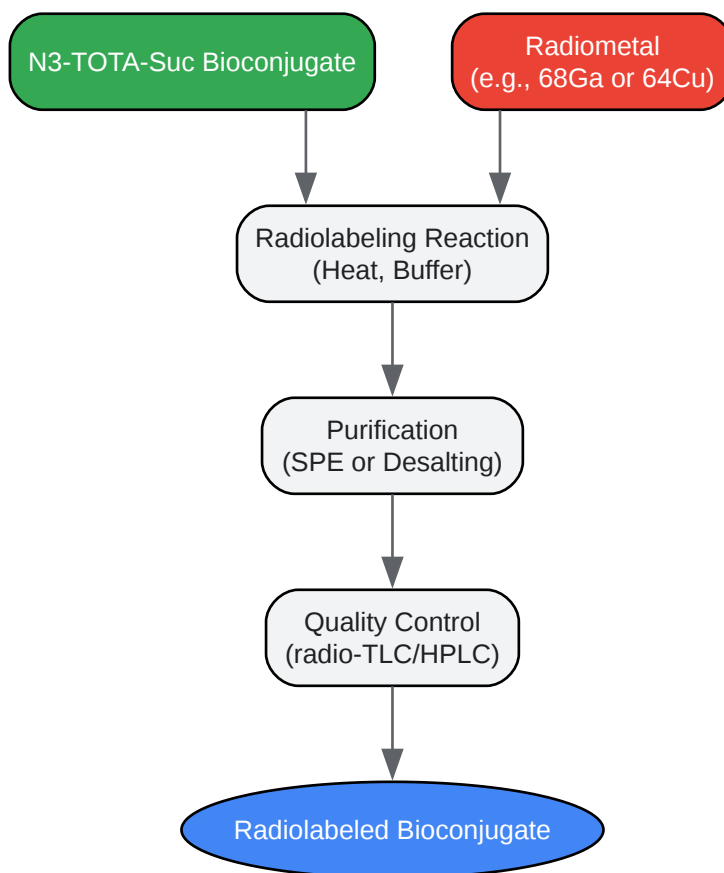 N3-TOTA-Suc Bioconjugate
Radiometal
(e.g., 68Ga or 64Cu)
Radiolabeling Reaction
(Heat, Buffer)
Purification
(SPE or Desalting)
Quality Control
(radio-TLC/HPLC)
Radiolabeled Bioconjugate